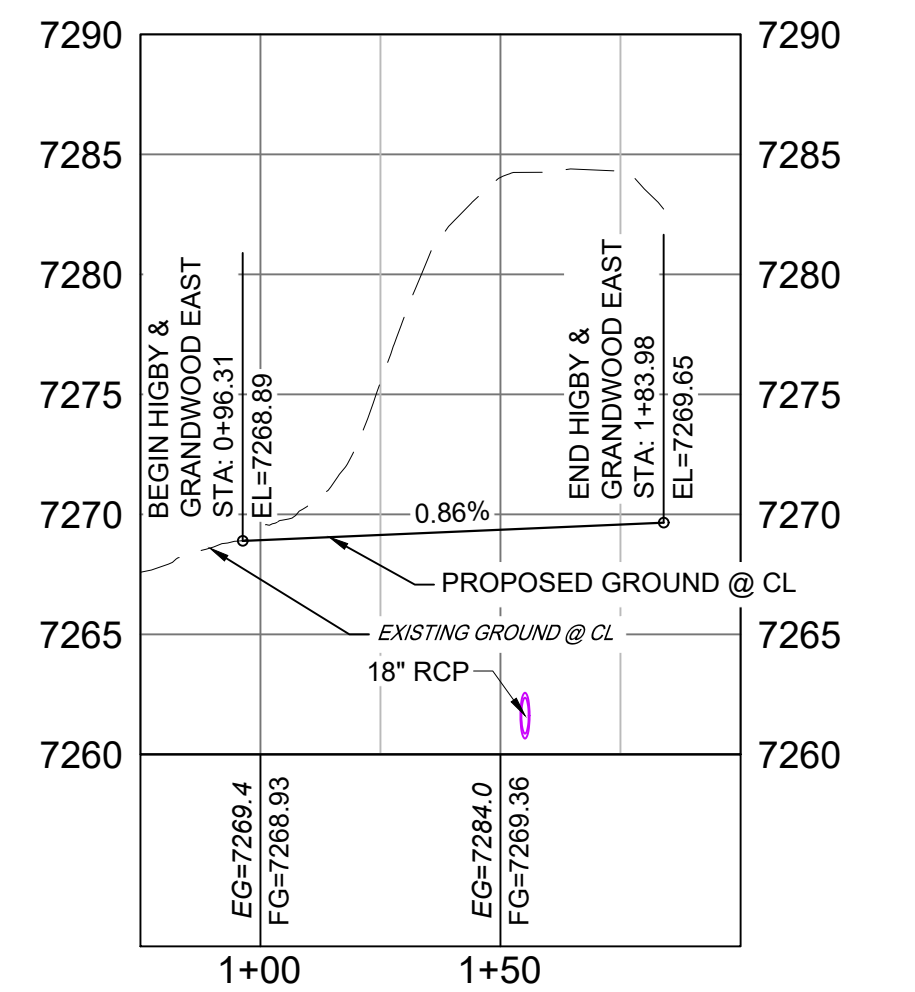 7290
7290
7285
7285
7280
7280
7275
7275
7270
7270
7265
7265
7260
7260
BEGIN HIGBY &
GRANDWOOD EAST
STA: 0+96.31
EL=7268.89
END HIGBY &
GRANDWOOD EAST
STA: 1+83.98
EL=7269.65
0.86%
PROPOSED GROUND @ CL
EXISTING GROUND @ CL
18" RCP
EG=7269.4
FG=7268.93
EG=7284.0
FG=7269.36
1+00
1+50